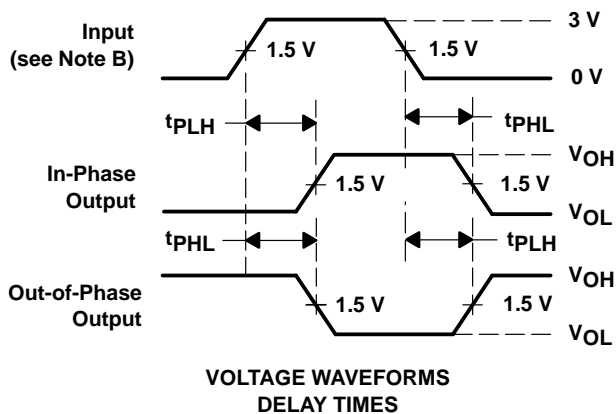 3 V
Input
(see Note B)
1.5 V
1.5 V
0 V
tPLH
tPHL
VOH
In-Phase
Output
1.5 V
1.5 V
VOL
tPHL
tPLH
VOH
Out-of-Phase
Output
1.5 V
1.5 V
VOL
VOLTAGE WAVEFORMS
DELAY TIMES